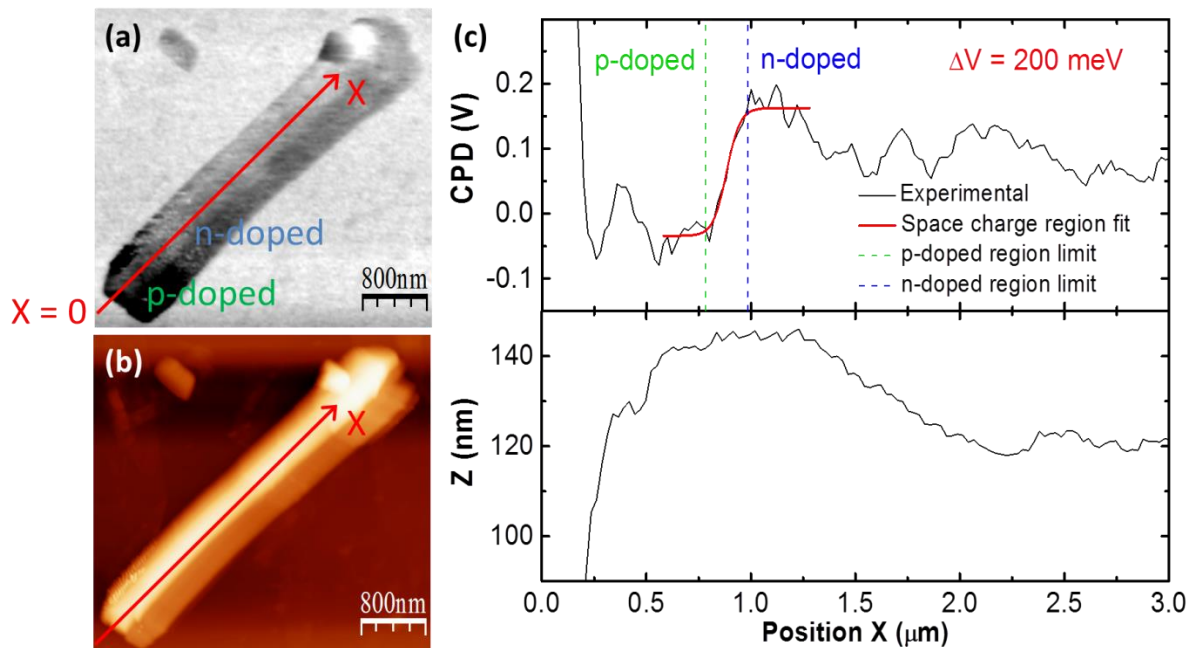 (a)
X
n-doped
p-doped
800nm
X = 0
(b)
X
800nm
(c)
p-doped
n-doped
ΔV = 200 meV
CPD (V)
0.2
0.1
0.0
-0.1
Experimental
Space charge region fit
p-doped region limit
n-doped region limit
Z (nm)
140
120
100
0.0 0.5 1.0 1.5 2.0 2.5 3.0
Position X (μm)